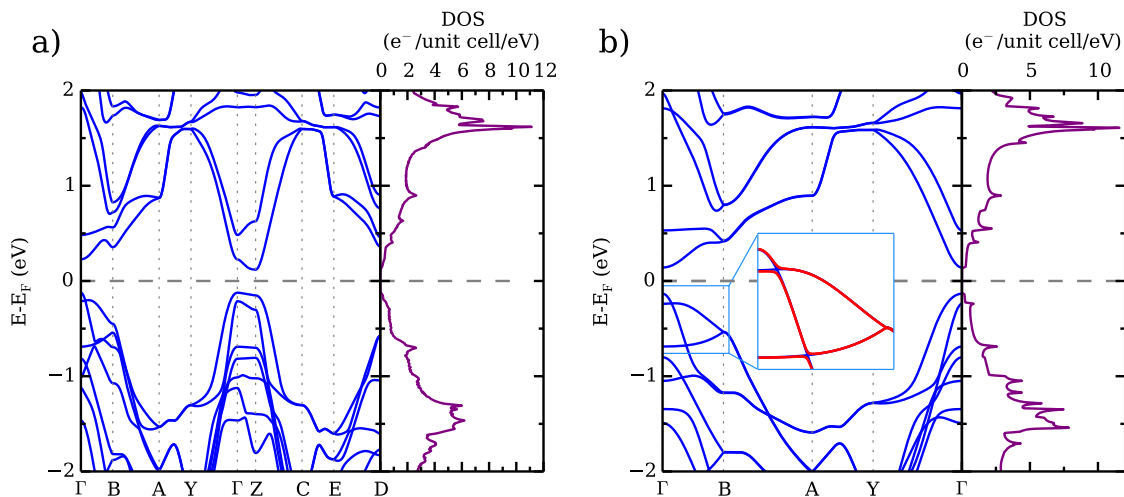 a)
DOS
(e⁻/unit cell/eV)
0 2 4 6 8 10 12
2
1
0
−1
−2
E-E_F (eV)
Γ B A Y Γ Z C E D
b)
DOS
(e⁻/unit cell/eV)
0 5 10
2
1
0
−1
−2
E-E_F (eV)
Γ B A Y Γ